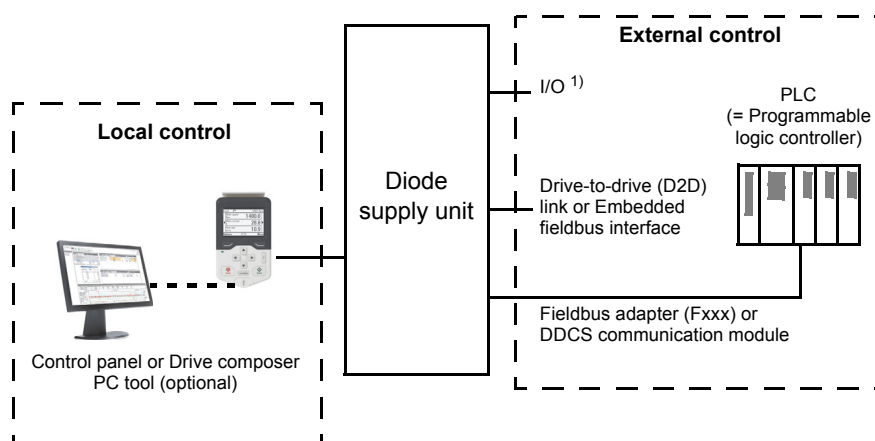 Local control
Control panel or Drive composer
PC tool (optional)
Diode
supply unit
External control
I/O 1)
PLC
(= Programmable
logic controller)
Drive-to-drive (D2D)
link or Embedded
fieldbus interface
Fieldbus adapter (Fxxx) or
DDCS communication module